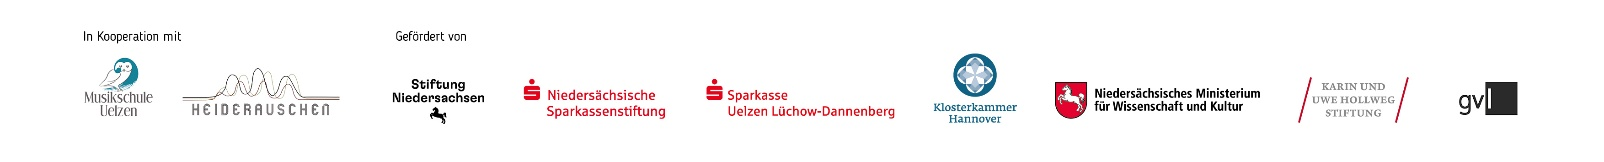 In Kooperation mit
Gefördert von
Musikschule
Uelzen
HEIDERAUSCHEN
Stiftung
Niedersachsen
Niedersächsische
Sparkassenstiftung
Sparkasse
Uelzen Lüchow-Dannenberg
Klosterkammer
Hannover
Niedersächsisches Ministerium
für Wissenschaft und Kultur
KARIN UND
UWE HOLLWEG
STIFTUNG
gvl